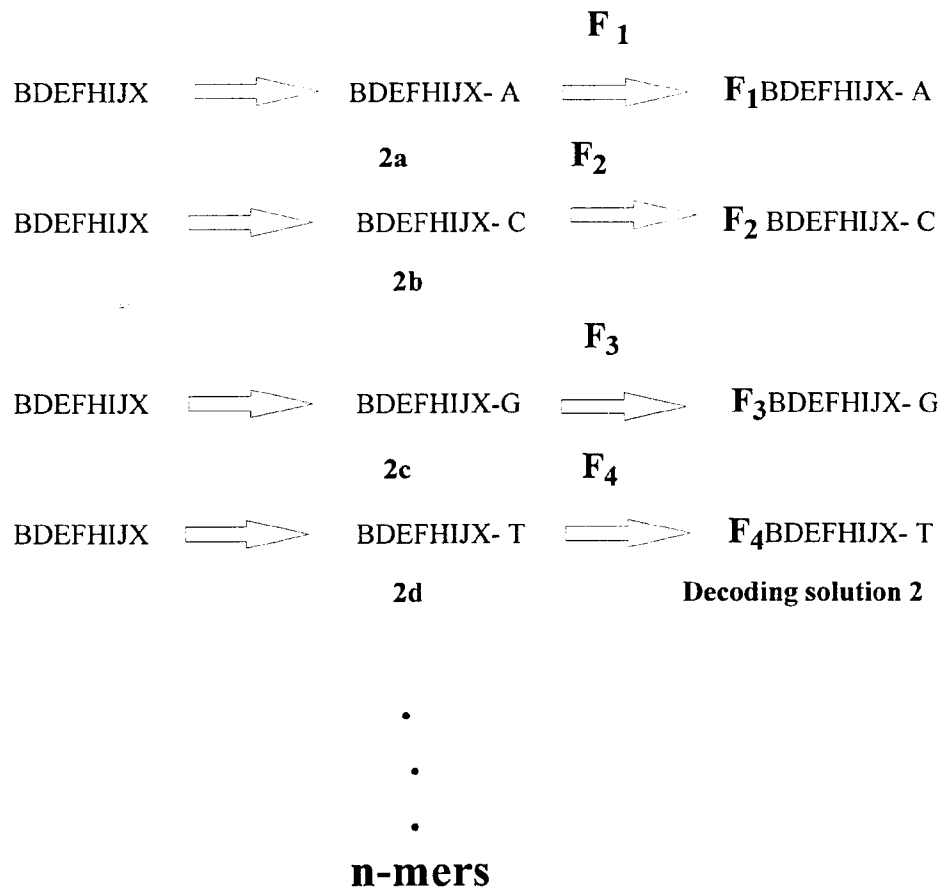 F 1
BDEFHIJX BDEFHIJX- A F1BDEFHIJX- A
2a F2
BDEFHIJX BDEFHIJX- C F2 BDEFHIJX- C
2b
F3
BDEFHIJX BDEFHIJX-G F3BDEFHIJX- G
2c F4
BDEFHIJX BDEFHIJX- T F4BDEFHIJX- T
2d Decoding solution 2
n-mers